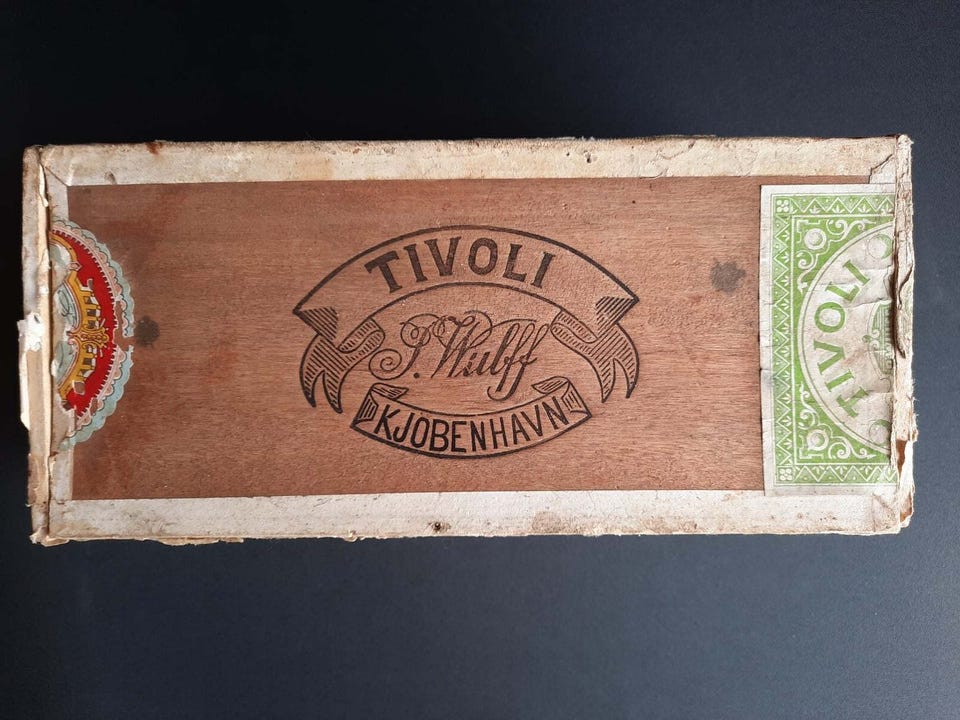 TIVOLI
P. Wulff
KJOBENHAVN
TIVOLI